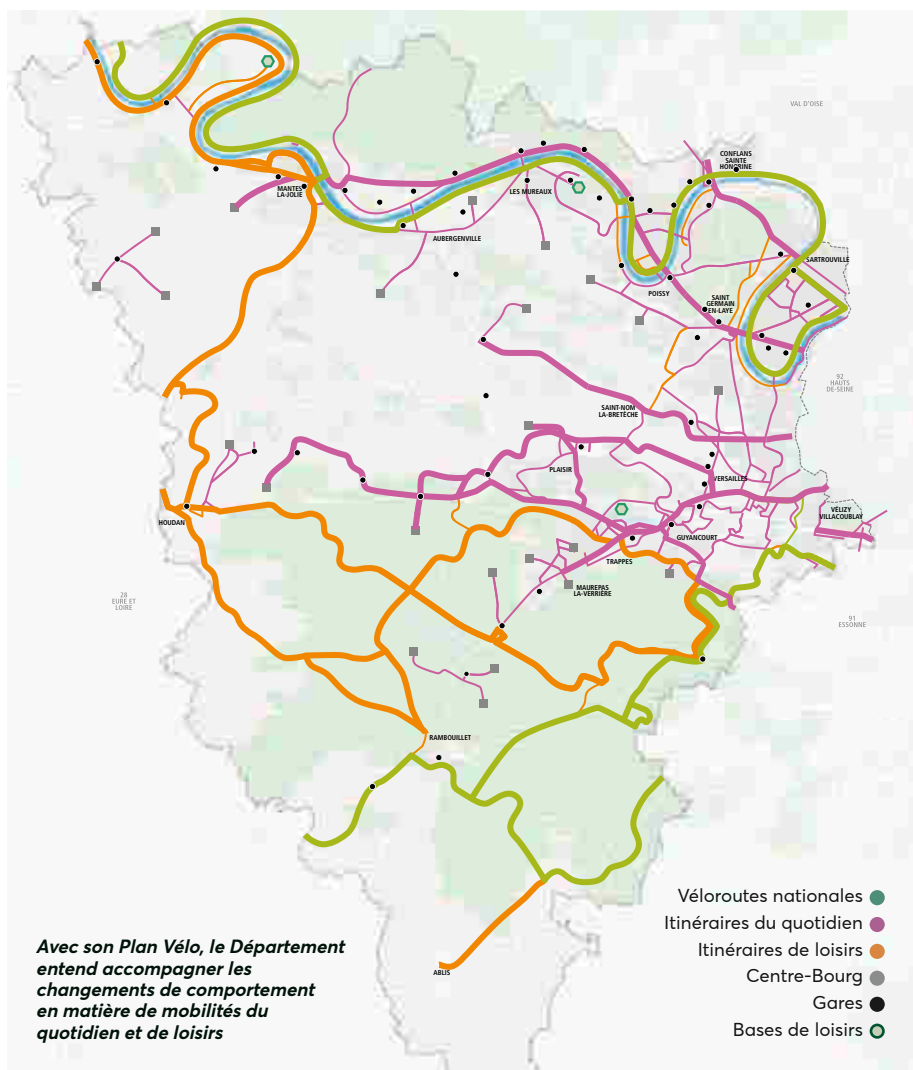 VAL D'OISE
CONFLANS
SAINTE
HONORINE
MANTES
LA-JOLIE
LES MUREAUX
AUBERGENVILLE
SARTROUVILLE
POISSY
SAINT
GERMAIN
EN-LAYE
92
HAUTS
DE-SEINE
SAINT-NOM
LA-BRETÈCHE
PLAISIR
VERSAILLES
HOUDAN
VÉLIZY
VILLACOUBLAY
GUYANCOURT
TRAPPES
MAUREPAS
LA-VERRIÈRE
28
EURE ET
LOIRE
91
ESSONNE
RAMBOUILLET
ABLIS
Véloroutes nationales
Itinéraires du quotidien
Itinéraires de loisirs
Centre-Bourg
Gares
Bases de loisirs
Avec son Plan Vélo, le Département
entend accompagner les
changements de comportement
en matière de mobilités du
quotidien et de loisirs